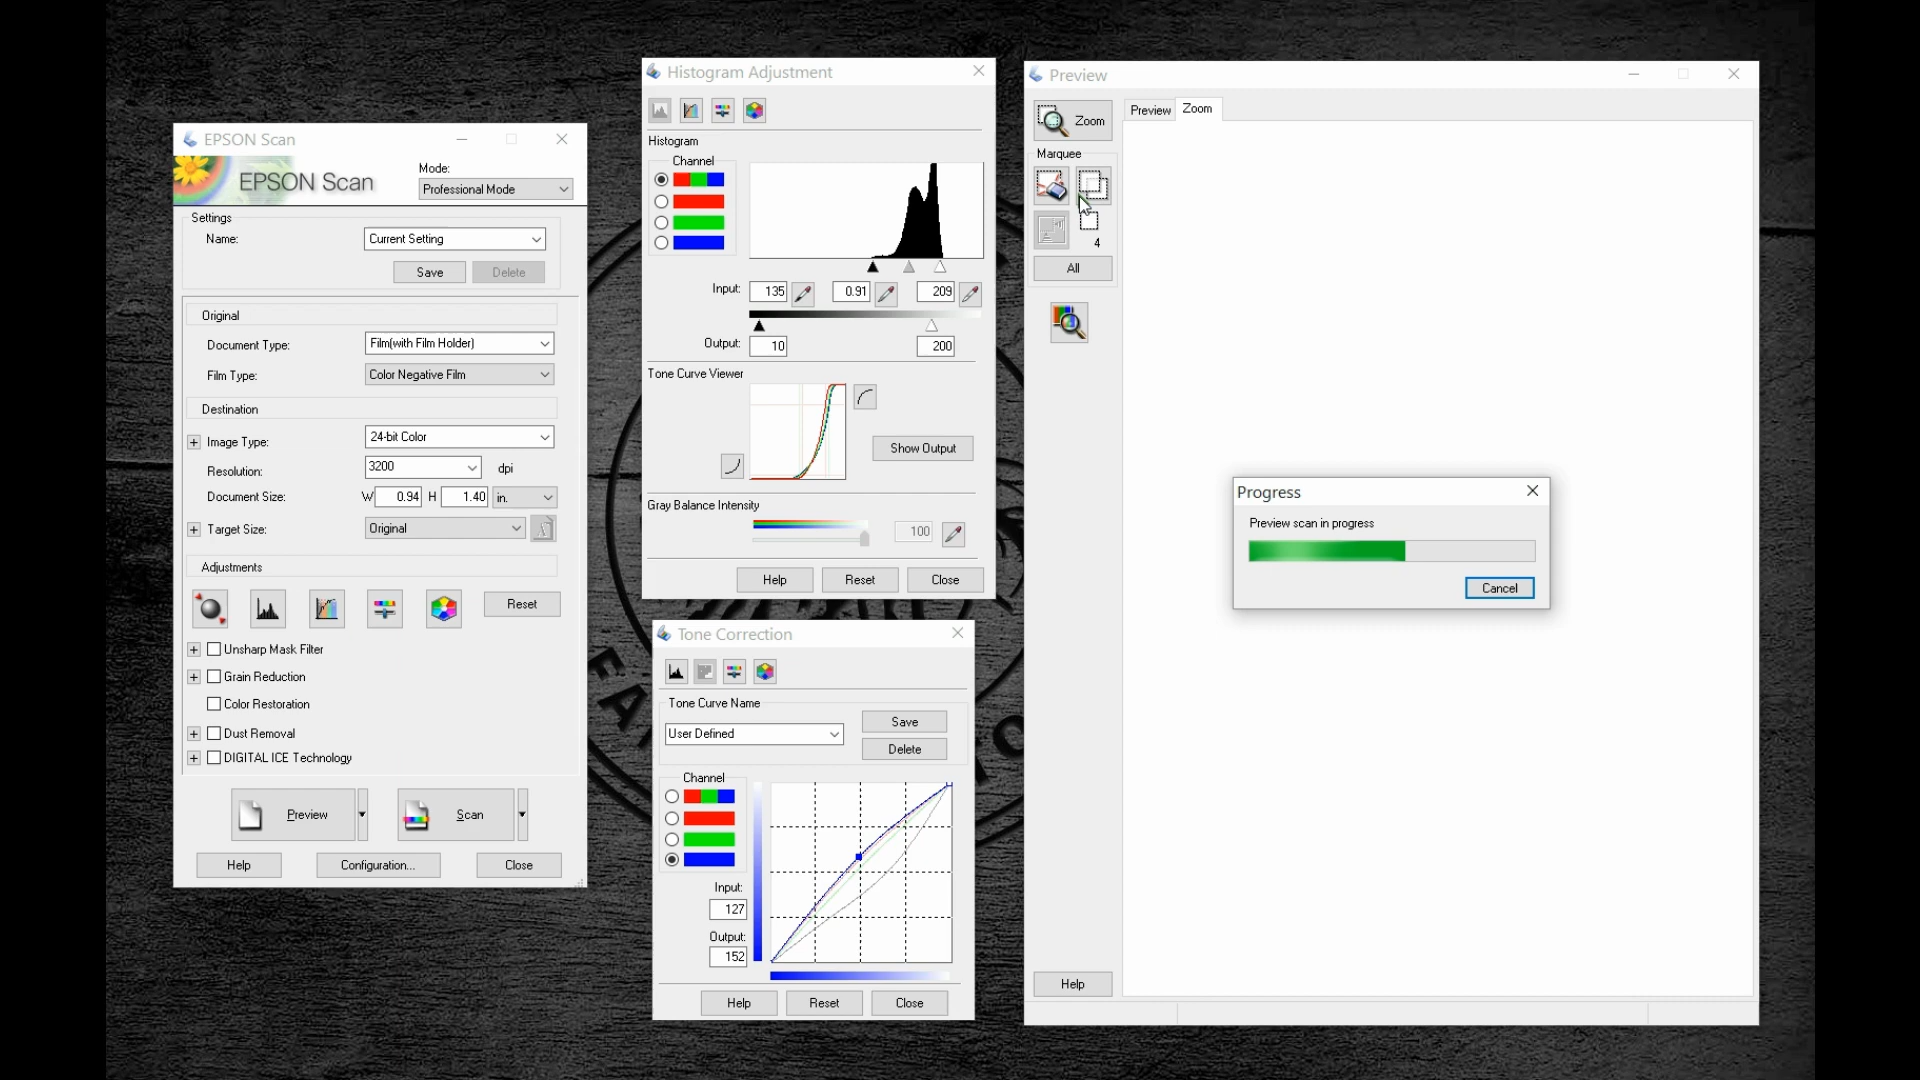 EPSON Scan
EPSON Scan
Mode:
Professional Mode
Settings
Name:
Current Setting
Save
Delete
Original
Document Type:
Film(with Film Holder)
Film Type:
Color Negative Film
Destination
Image Type:
24-bit Color
Resolution:
3200
dpi
Document Size:
W 0.94 H 1.40 in.
Target Size:
Original
Adjustments
Reset
Unsharp Mask Filter
Grain Reduction
Color Restoration
Dust Removal
DIGITAL ICE Technology
Preview
Scan
Help
Configuration...
Close
Histogram Adjustment
Histogram
Channel
Input: 135 0.91 209
Output: 10 200
Tone Curve Viewer
Show Output
Gray Balance Intensity
100
Help
Reset
Close
Tone Correction
Tone Curve Name
User Defined
Save
Delete
Channel
Input:
127
Output:
152
Help
Reset
Close
Preview
Zoom
Preview
Zoom
Marquee
4
All
Help
Progress
Preview scan in progress
Cancel